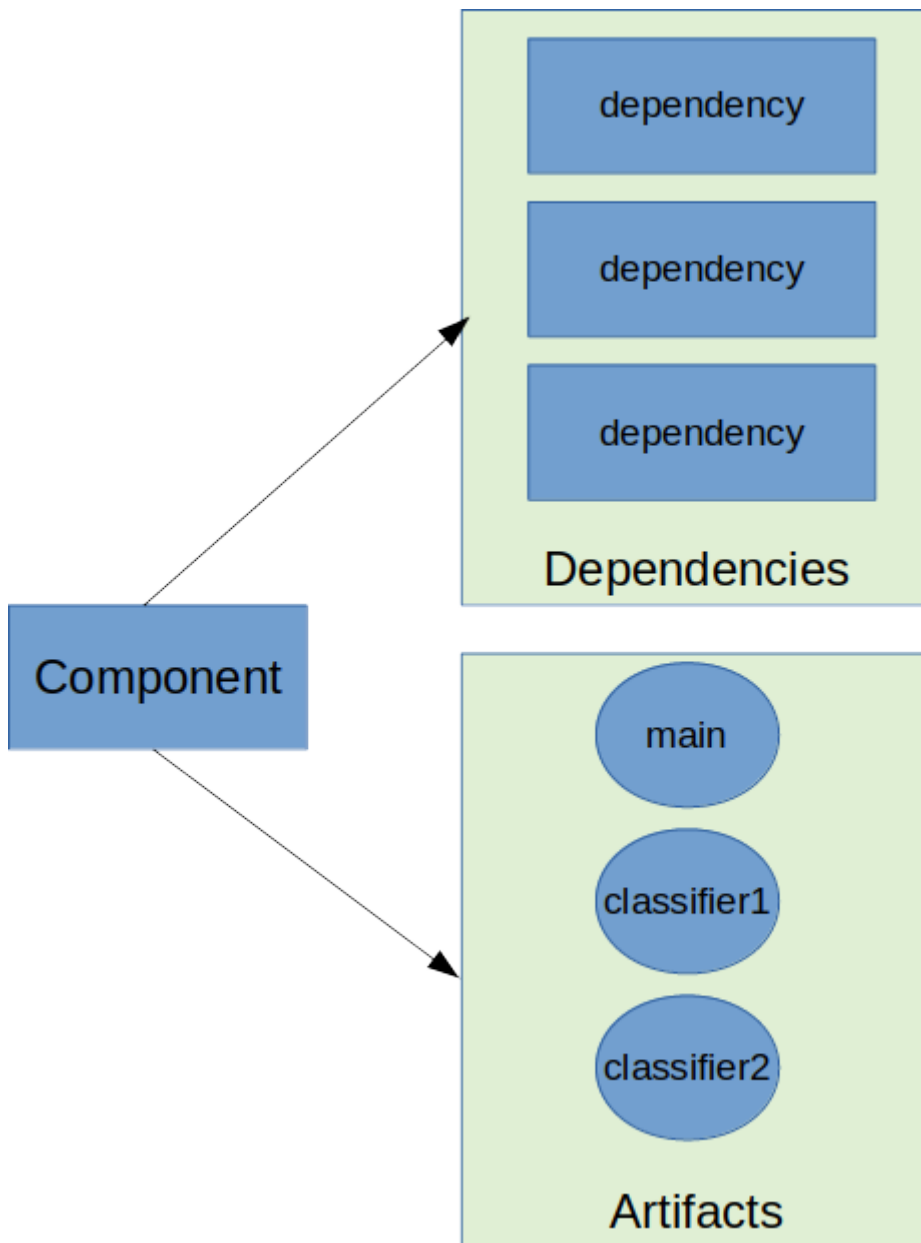 dependency
dependency
dependency
Dependencies
Component
main
classifier1
classifier2
Artifacts